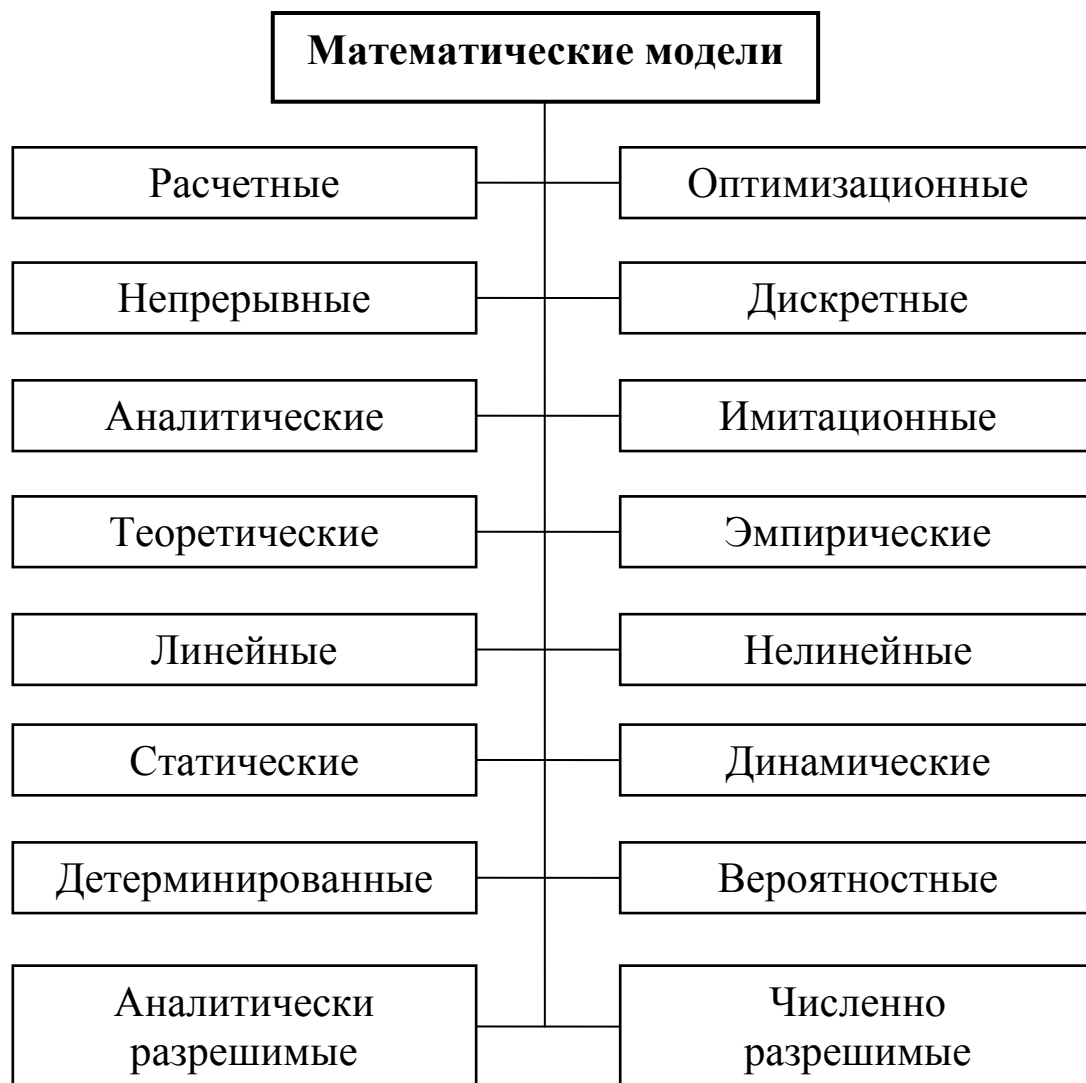 Математические модели
Расчетные
Оптимизационные
Непрерывные
Дискретные
Аналитические
Имитационные
Теоретические
Эмпирические
Линейные
Нелинейные
Статические
Динамические
Детерминированные
Вероятностные
Аналитически
разрешимые
Численно
разрешимые